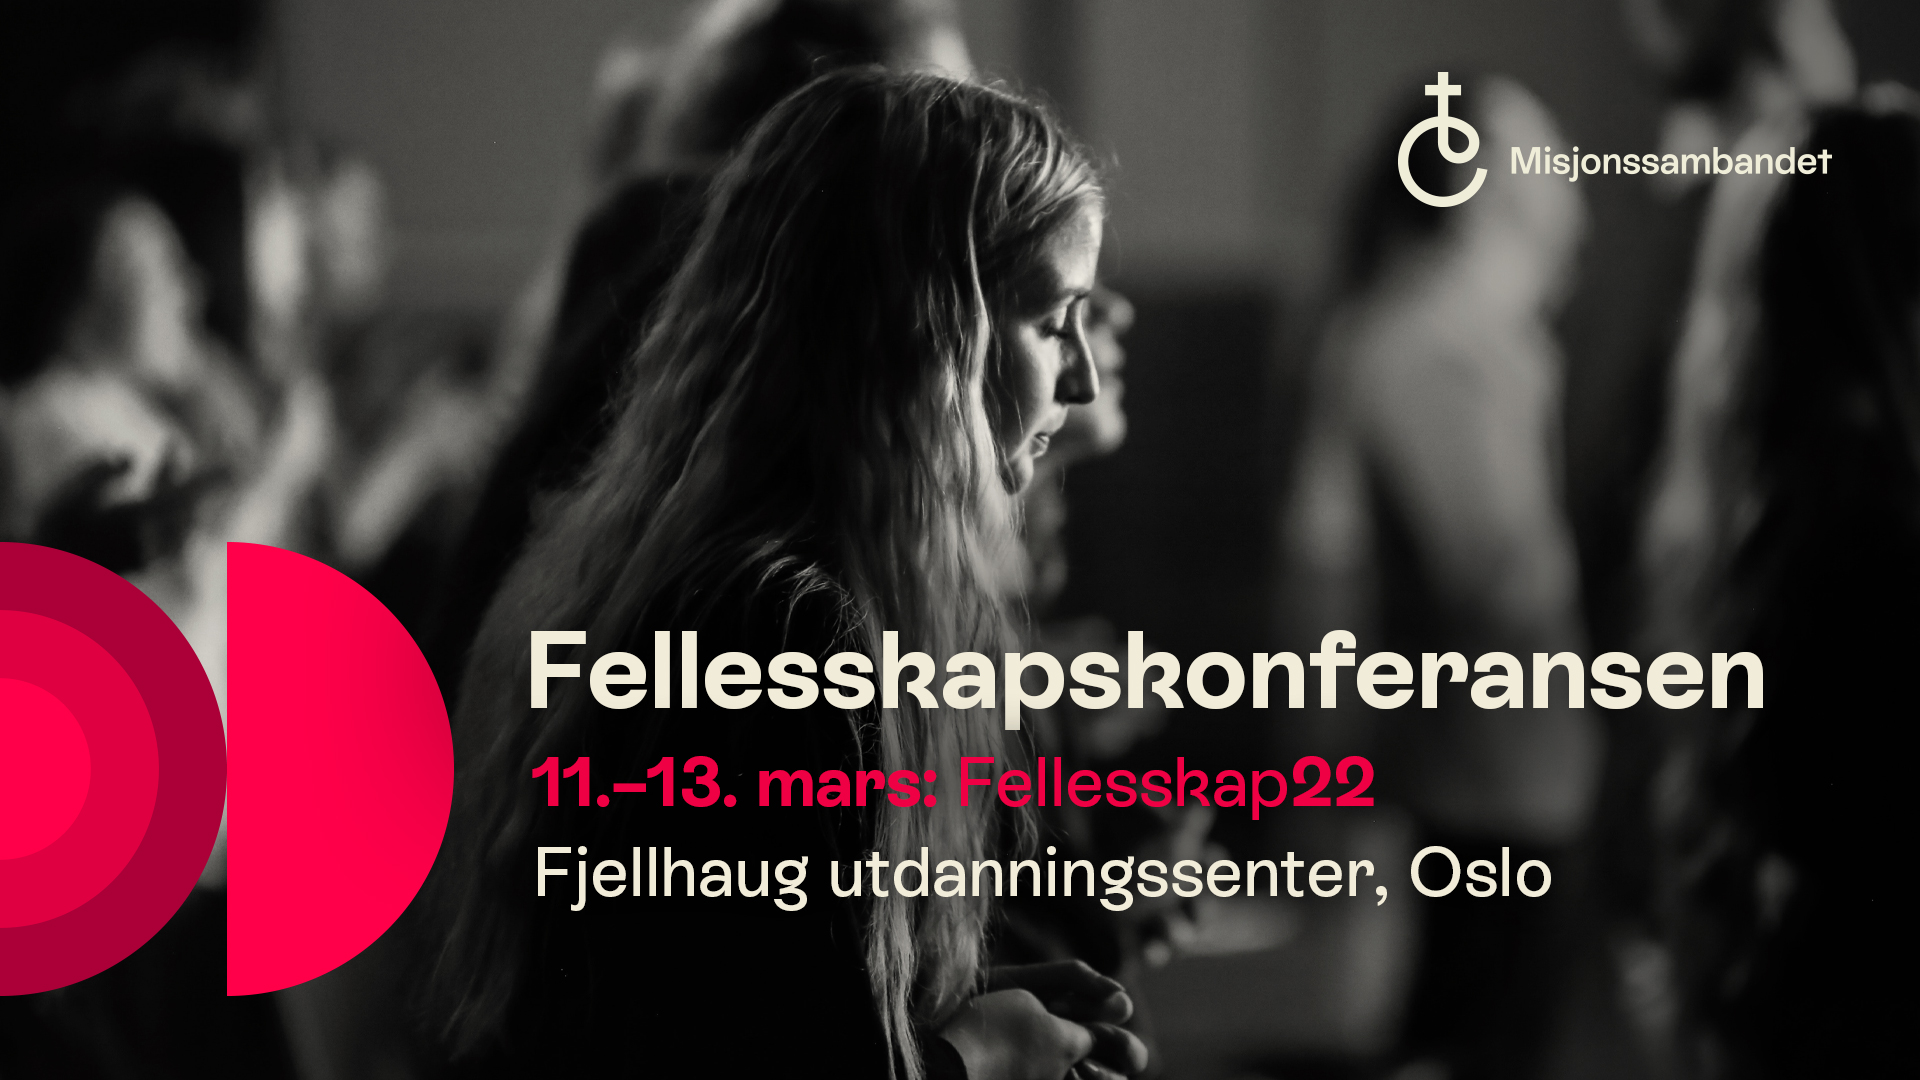 Misjonssambandet
Fellesskapskonferansen
11.–13. mars: Fellesskap22
Fjellhaug utdanningssenter, Oslo